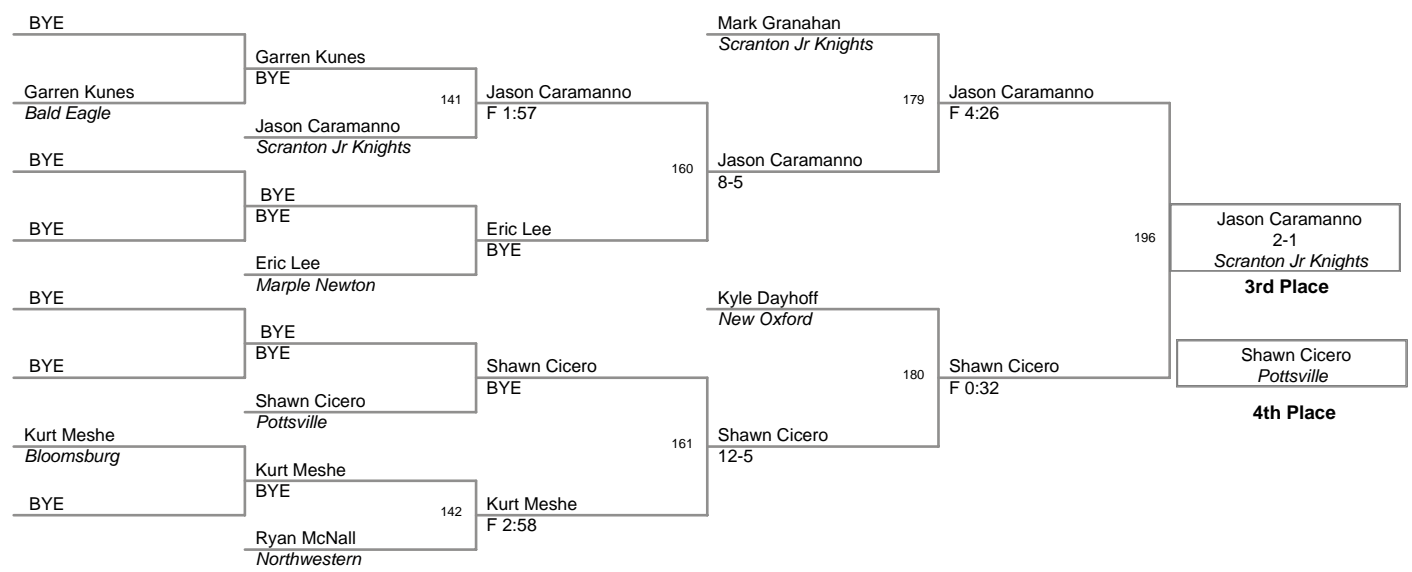 BYE
Garren Kunes
BYE
Garren Kunes
Bald Eagle
141
Jason Caramanno
F 1:57
Jason Caramanno
Scranton Jr Knights
BYE
BYE
BYE
BYE
Eric Lee
BYE
Eric Lee
Marple Newton
160
Mark Granahan
Scranton Jr Knights
179
Jason Caramanno
8-5
Jason Caramanno
F 4:26
BYE
BYE
BYE
BYE
Shawn Cicero
BYE
Shawn Cicero
Pottsville
Kurt Meshe
Bloomsburg
Kurt Meshe
BYE
BYE
142
Kurt Meshe
F 2:58
Ryan McNall
Northwestern
161
Kyle Dayhoff
New Oxford
180
Shawn Cicero
12-5
Shawn Cicero
F 0:32
196
Jason Caramanno
2-1
Scranton Jr Knights
3rd Place
Shawn Cicero
Pottsville
4th Place